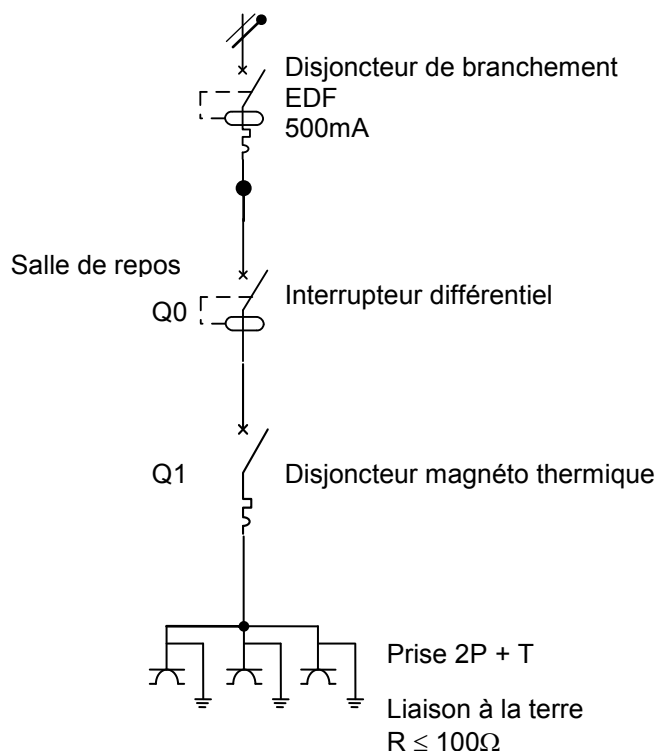 Disjoncteur de branchement
EDF
500mA
Salle de repos
Q0
Interrupteur différentiel
Q1
Disjoncteur magnéto thermique
Prise 2P + T
Liaison à la terre
R ≤ 100Ω